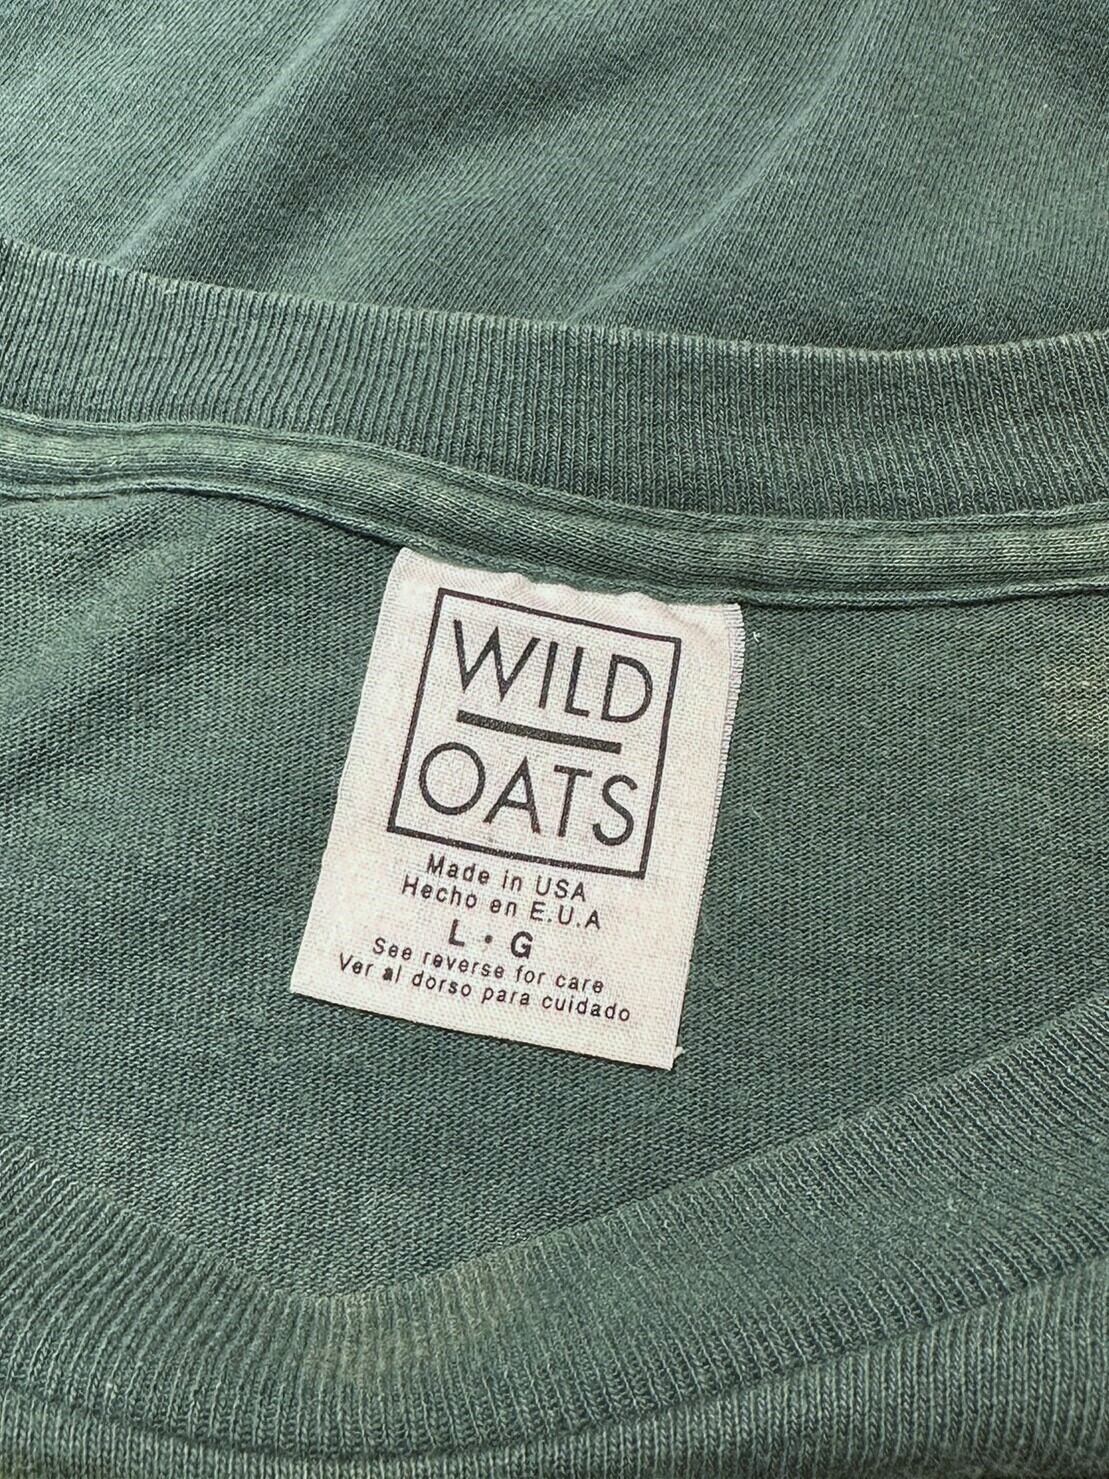 WILD
OATS
Made in USA
Hecho en E.U.A
L • G
See reverse for care
Ver al dorso para cuidado